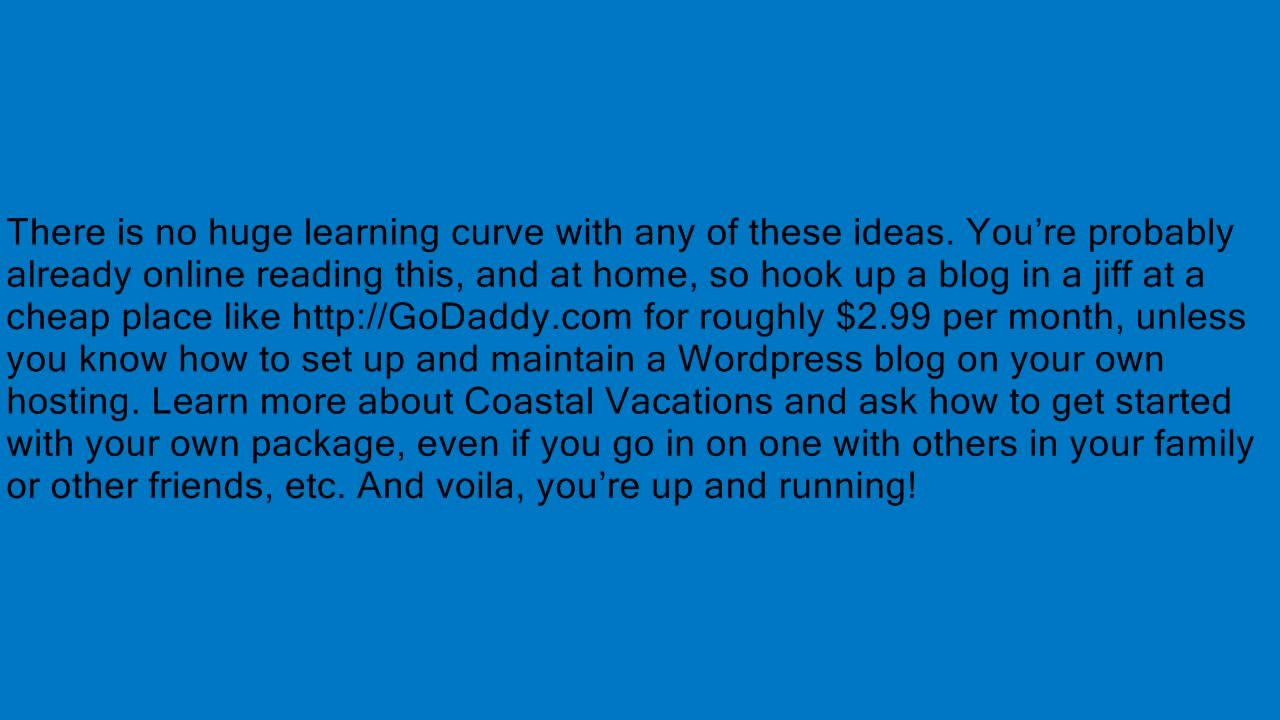 There is no huge learning curve with any of these ideas. You’re probably
already online reading this, and at home, so hook up a blog in a jiff at a
cheap place like http://GoDaddy.com for roughly $2.99 per month, unless
you know how to set up and maintain a Wordpress blog on your own
hosting. Learn more about Coastal Vacations and ask how to get started
with your own package, even if you go in on one with others in your family
or other friends, etc. And voila, you’re up and running!